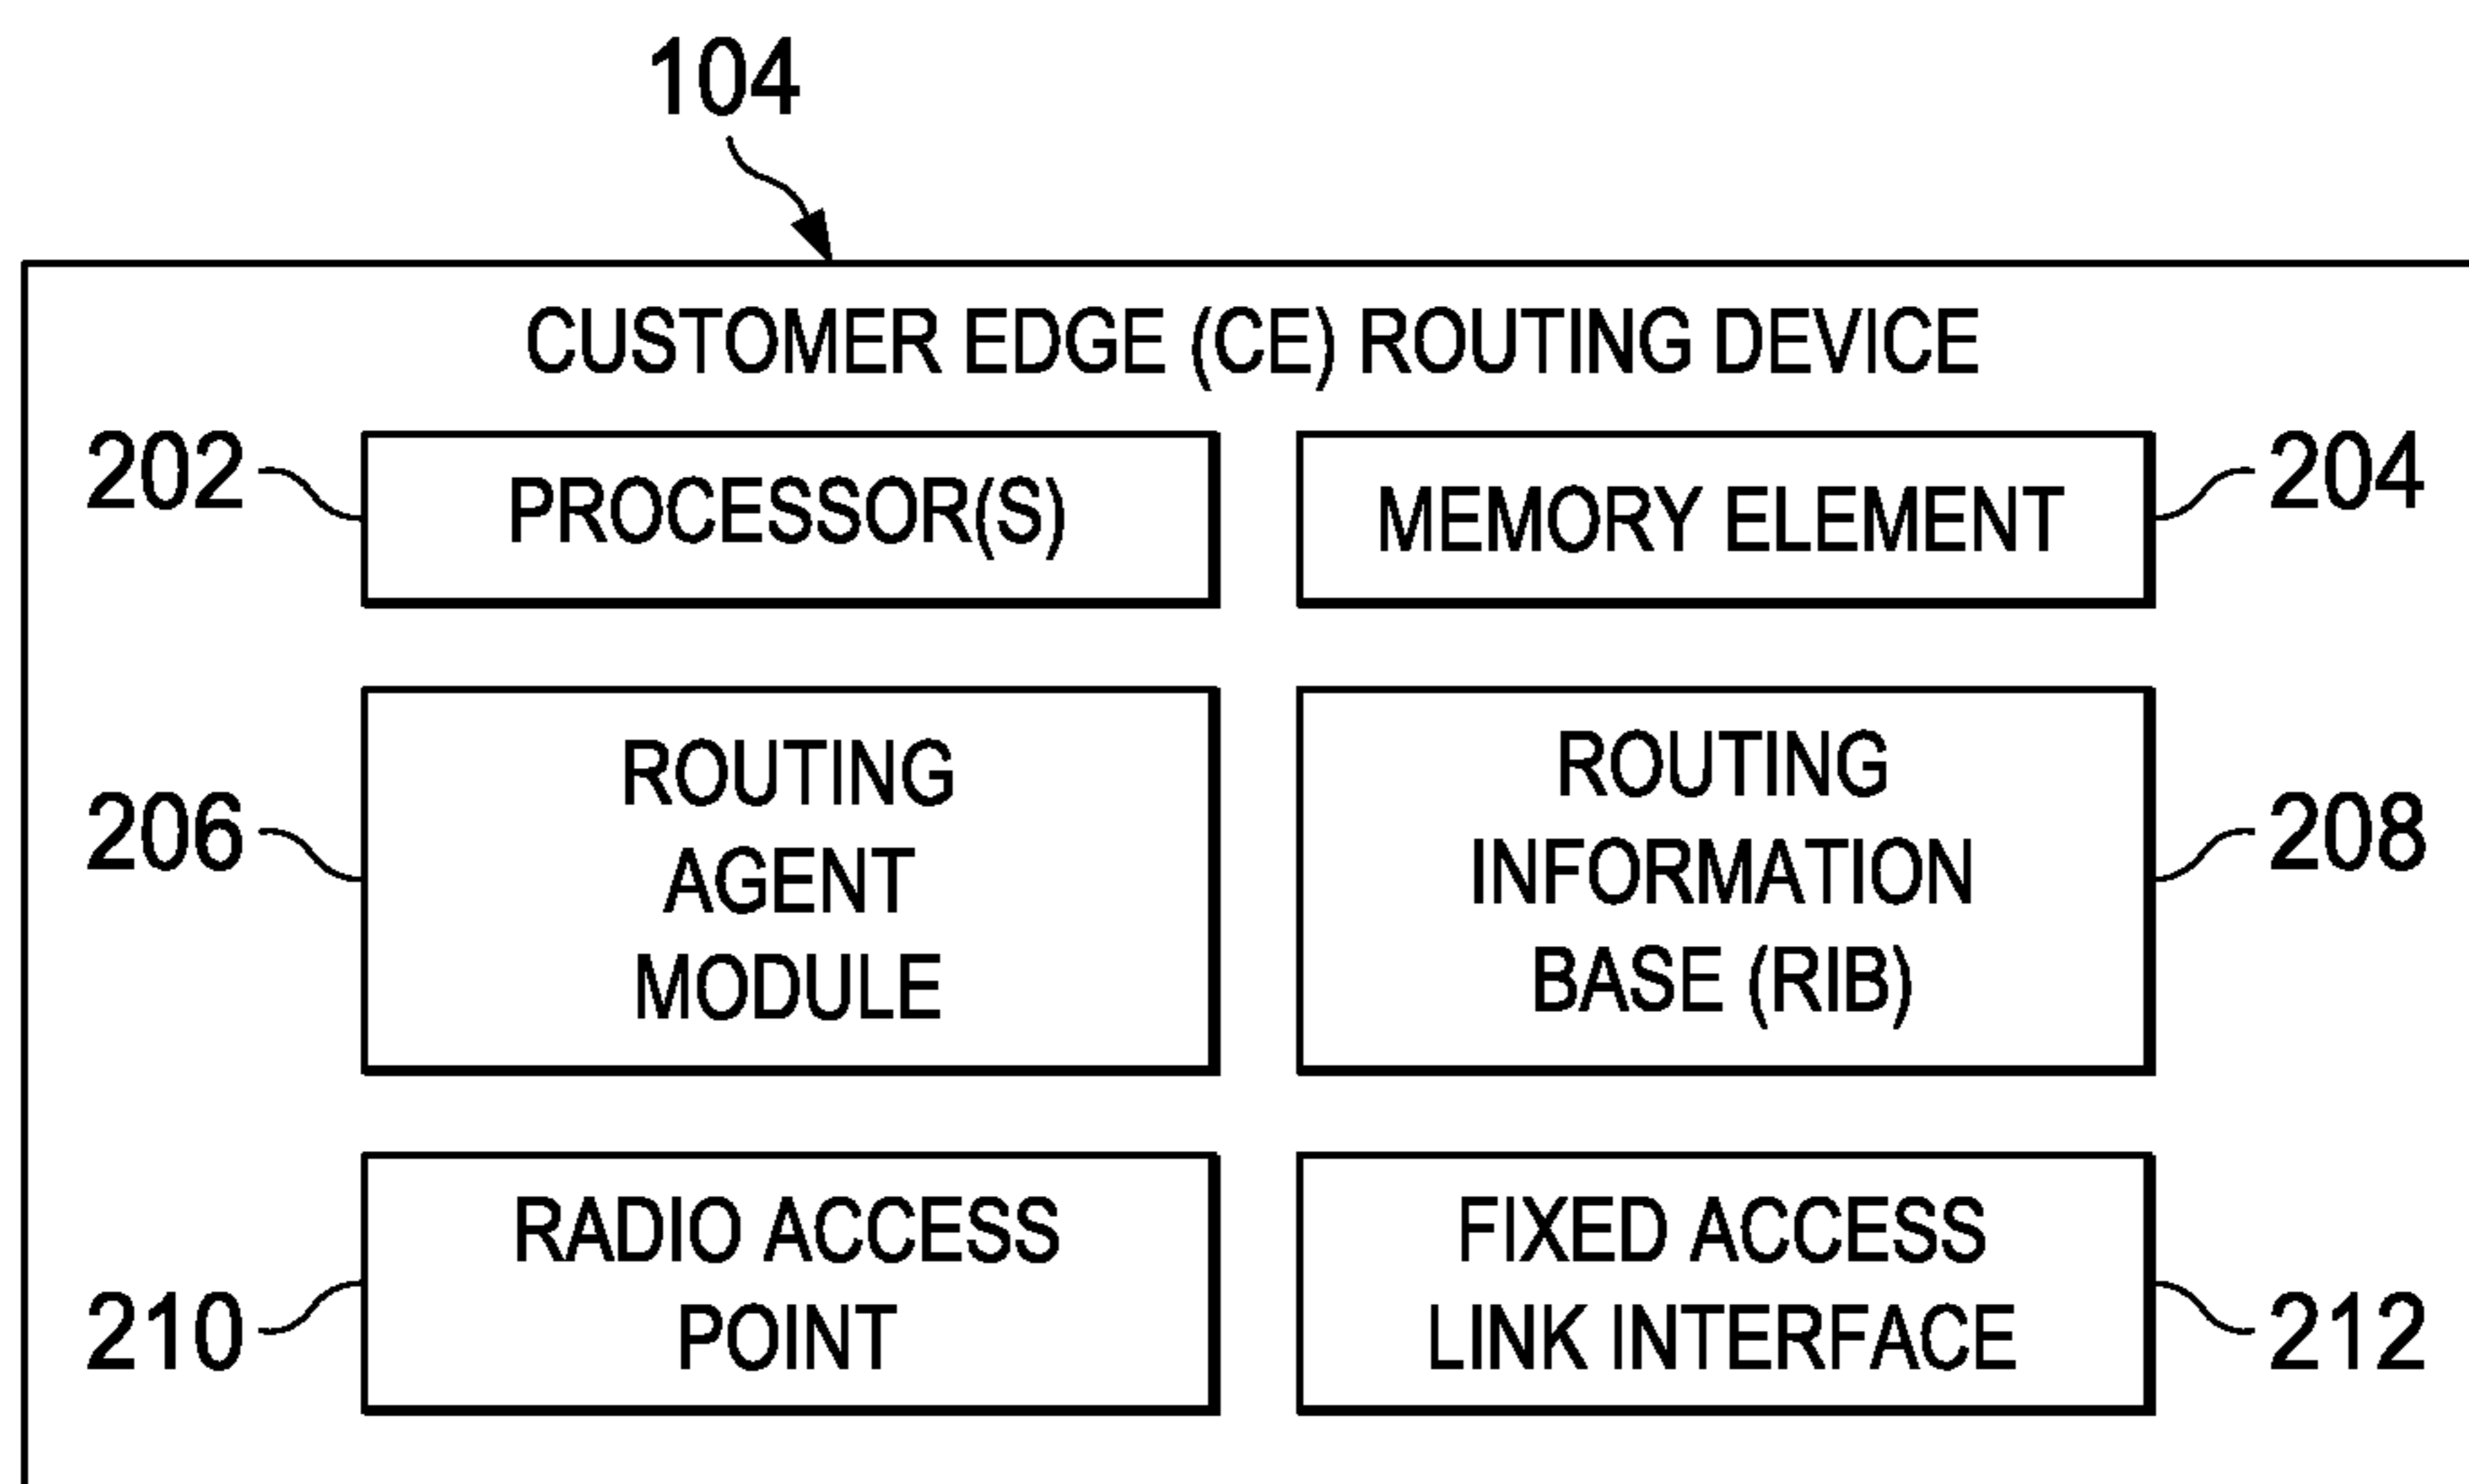 104
CUSTOMER EDGE (CE) ROUTING DEVICE
202
PROCESSOR(S)
MEMORY ELEMENT
204
206
ROUTING
AGENT
MODULE
ROUTING
INFORMATION
BASE (RIB)
208
210
RADIO ACCESS
POINT
FIXED ACCESS
LINK INTERFACE
212